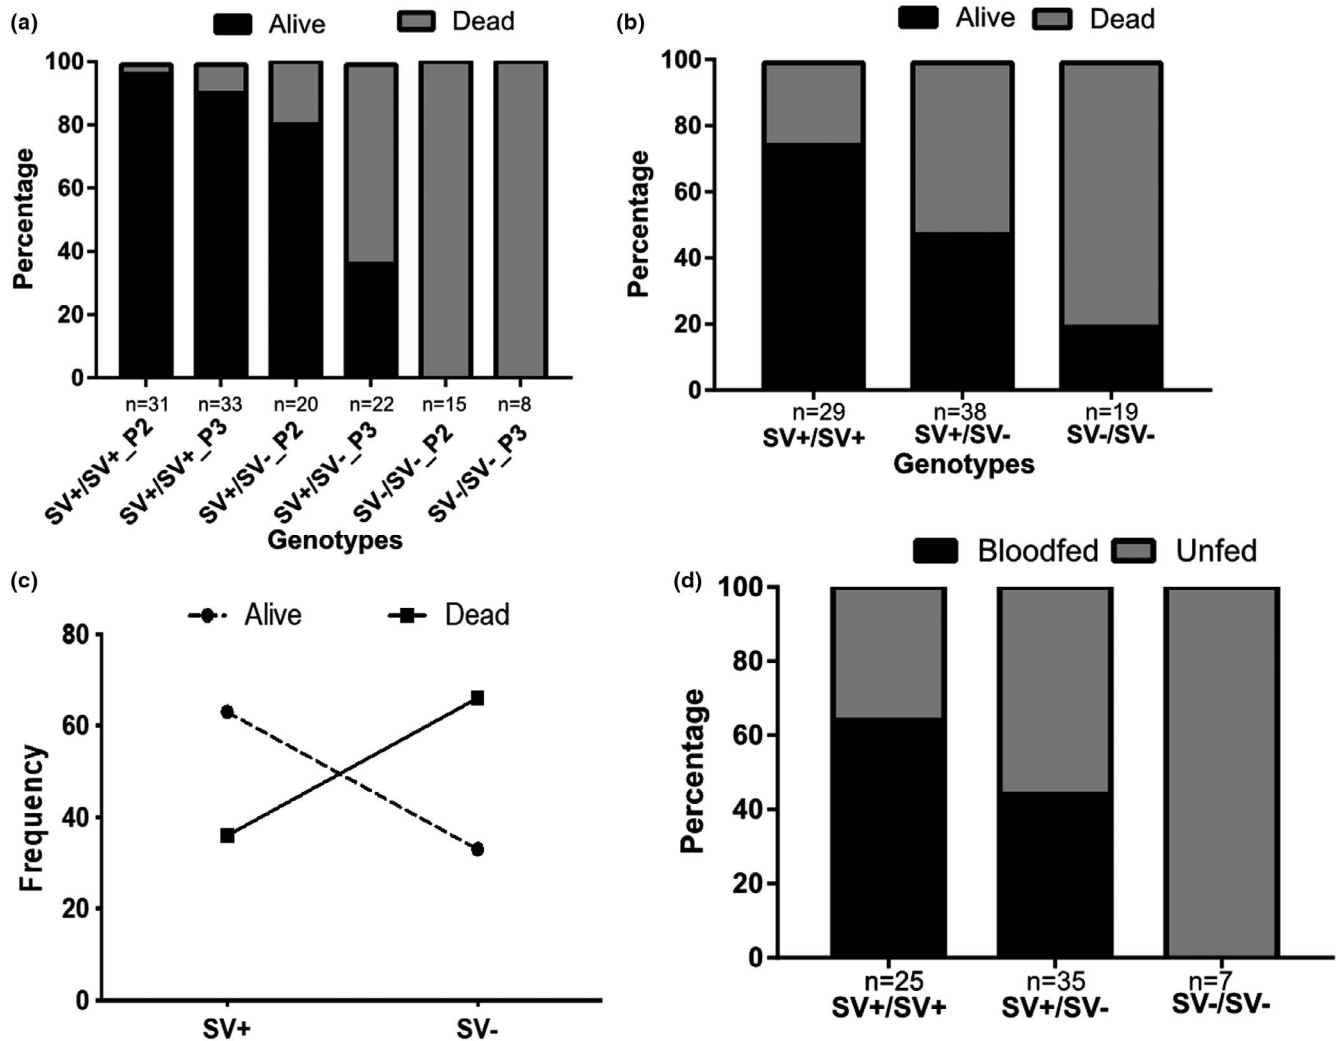 (a)
Alive Dead
Percentage
100
80
60
40
20
0
n=31 n=33 n=20 n=22 n=15 n=8
SV+/SV+_P2 SV+/SV+_P3 SV+/SV-_P2 SV+/SV-_P3 SV-/SV-_P2 SV-/SV-_P3
Genotypes
(b)
Alive Dead
Percentage
100
80
60
40
20
0
n=29 n=38 n=19
SV+/SV+ SV+/SV- SV-/SV-
Genotypes
(c)
Alive Dead
Frequency
80
60
40
20
0
SV+ SV-
(d)
Bloodfed Unfed
Percentage
100
80
60
40
20
0
n=25 n=35 n=7
SV+/SV+ SV+/SV- SV-/SV-